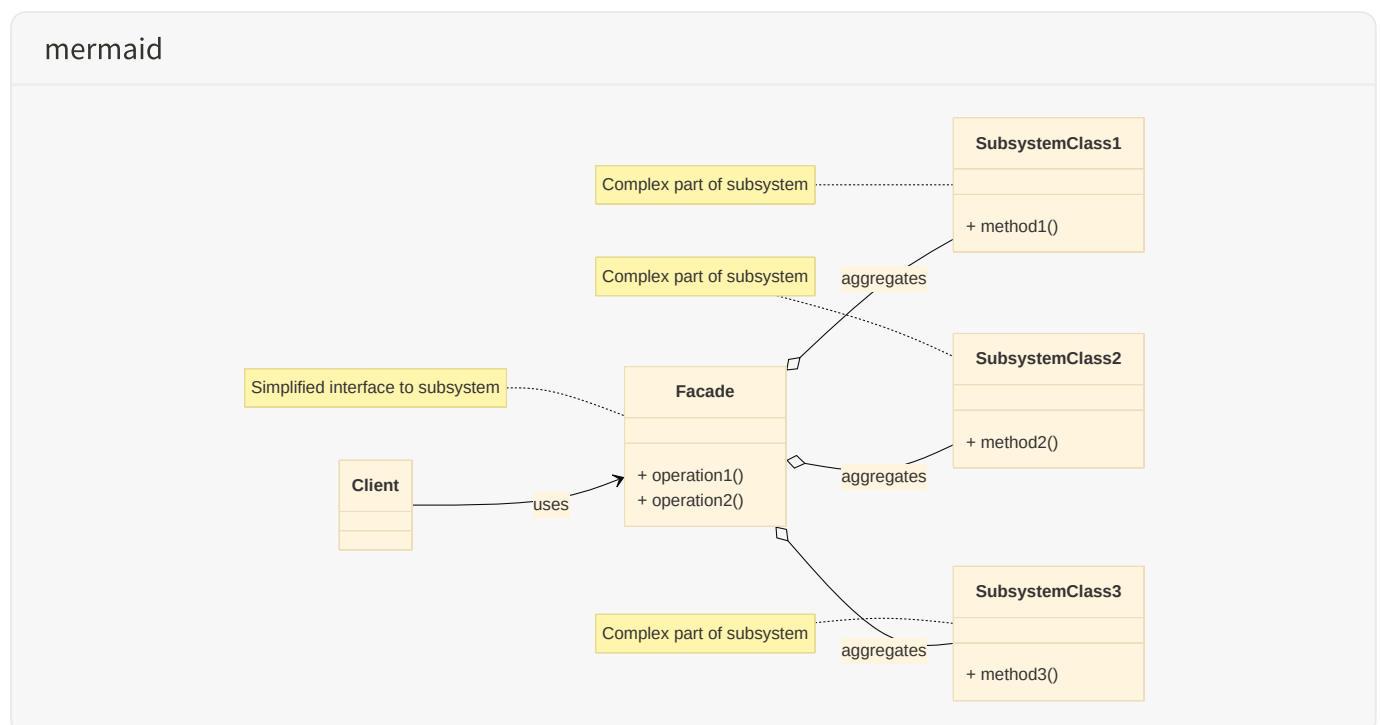 mermaid
SubsystemClass1
Complex part of subsystem
+ method1()
Complex part of subsystem
aggregates
SubsystemClass2
Simplified interface to subsystem
Facade
+ method2()
+ operation1()
aggregates
Client
+ operation2()
uses
SubsystemClass3
Complex part of subsystem
aggregates
+ method3()